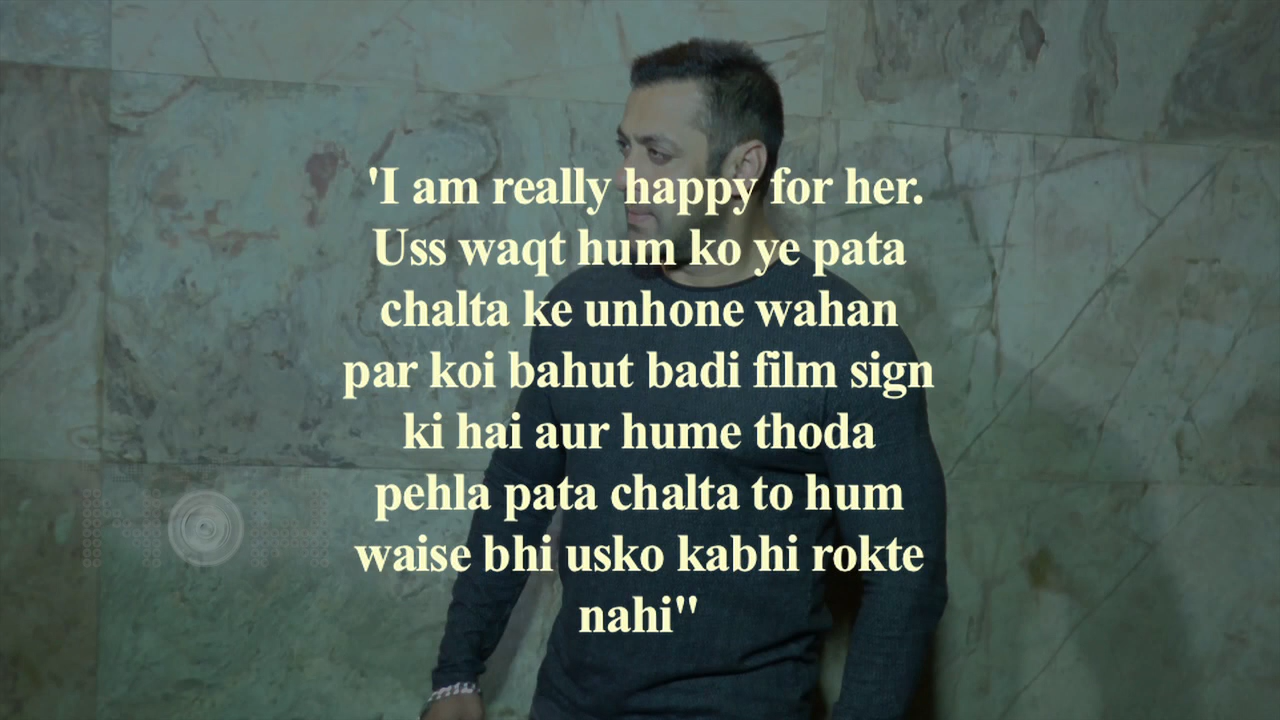 'I am really happy for her.
Uss waqt hum ko ye pata
chalta ke unhone wahan
par koi bahut badi film sign
ki hai aur hume thoda
pehla pata chalta to hum
waise bhi usko kabhi rokte
nahi"